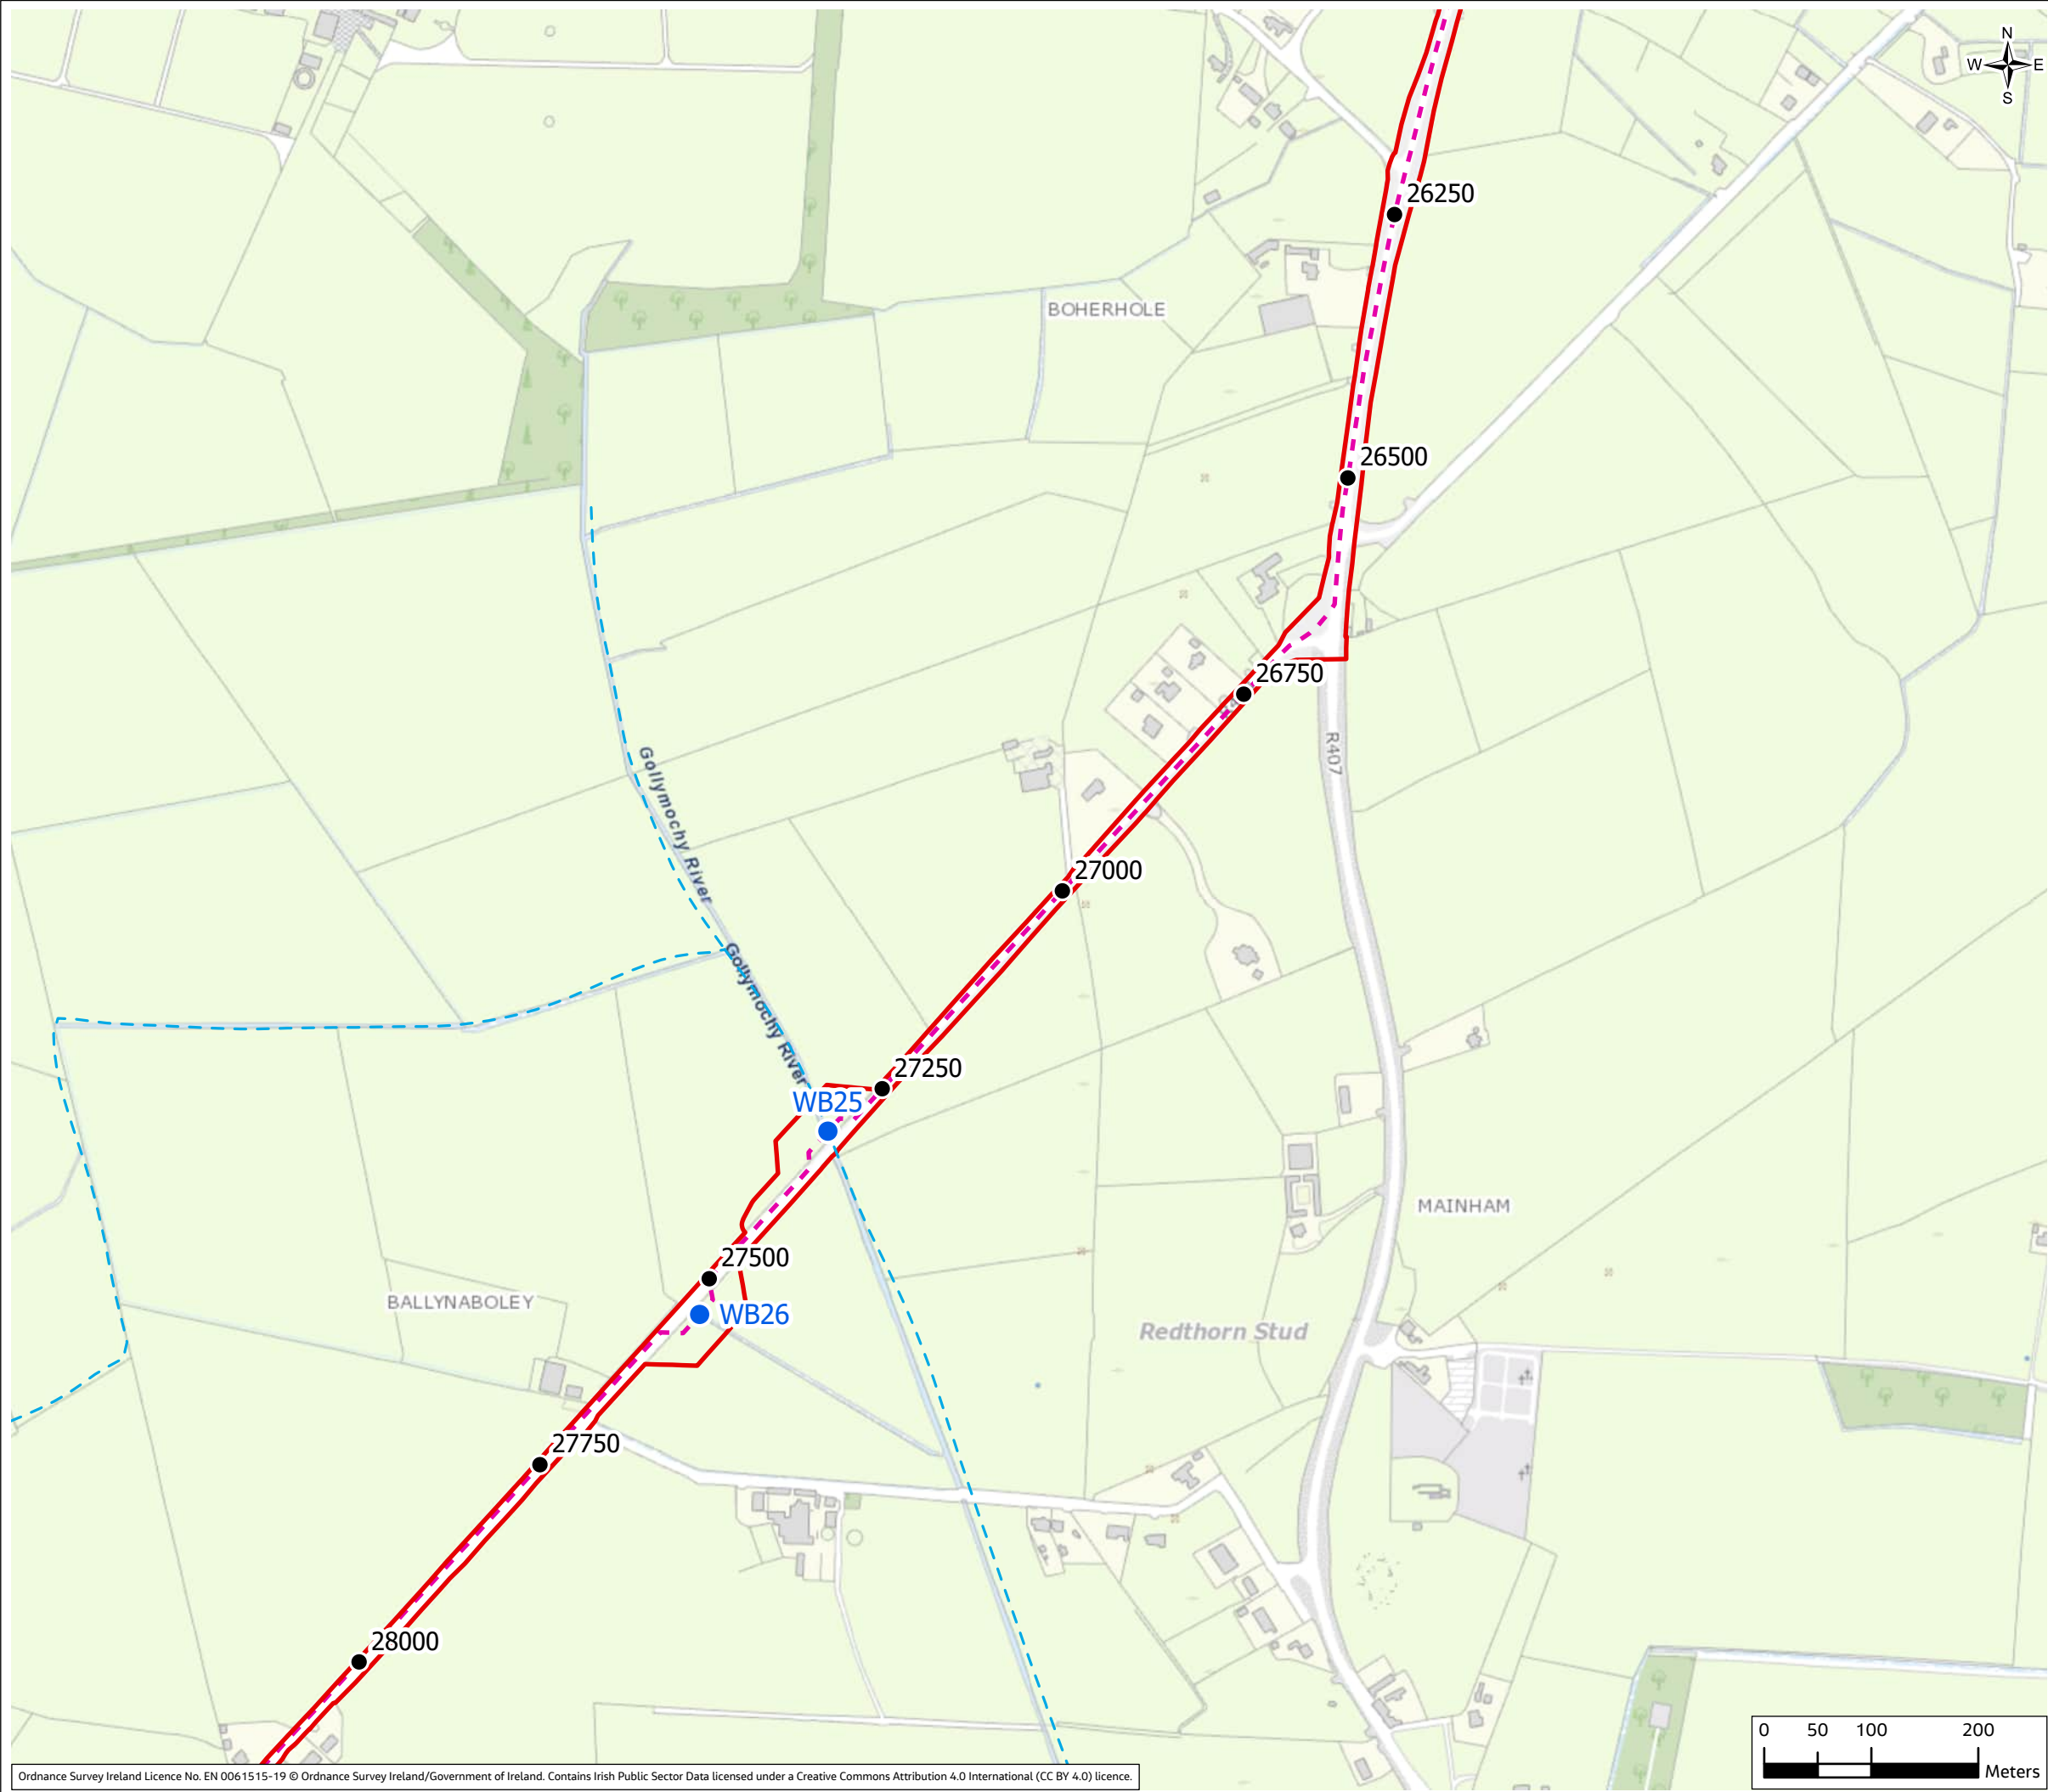 N
W E
S
26250
BOHERHOLE
26500
26750
R407
Gollymochy River
27000
Gollymochy River
27250
WB25
MAINHAM
27500
BALLYNABOLEY
WB26
Redthorn Stud
27750
28000
0 50 100 200
Meters
Ordnance Survey Ireland Licence No. EN 0061515-19 © Ordnance Survey Ireland/Government of Ireland. Contains Irish Public Sector Data licensed under a Creative Commons Attribution 4.0 International (CC BY 4.0) licence.